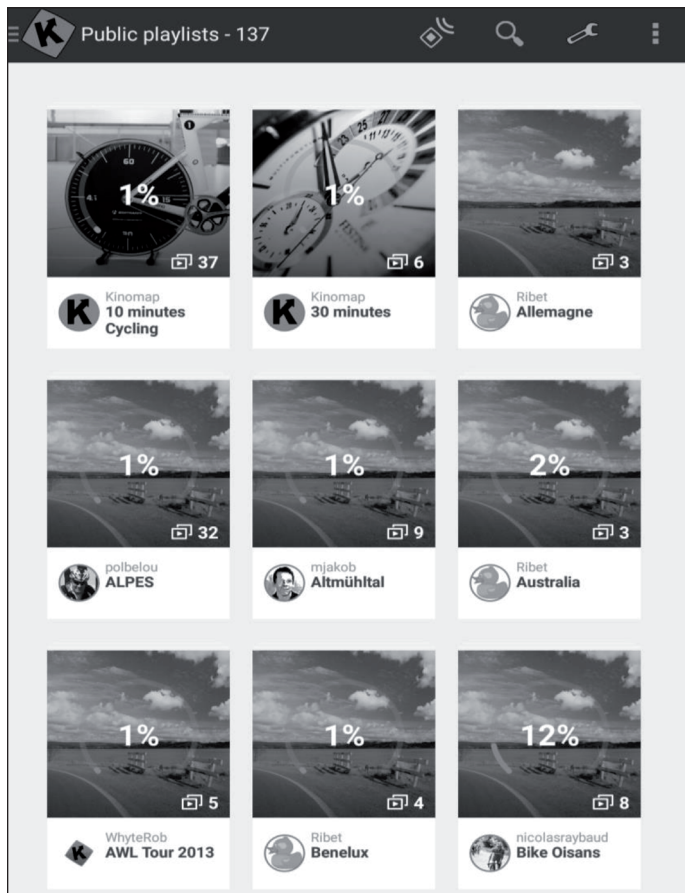 Public playlists - 137
1%
37
Kinomap
10 minutes
Cycling
1%
6
Kinomap
30 minutes
3
Ribet
Allemagne
1%
32
polbelou
ALPES
1%
9
mjakob
Altmühltal
2%
3
Ribet
Australia
1%
5
WhyteRob
AWL Tour 2013
1%
4
Ribet
Benelux
12%
8
nicolasraybaud
Bike Oisans